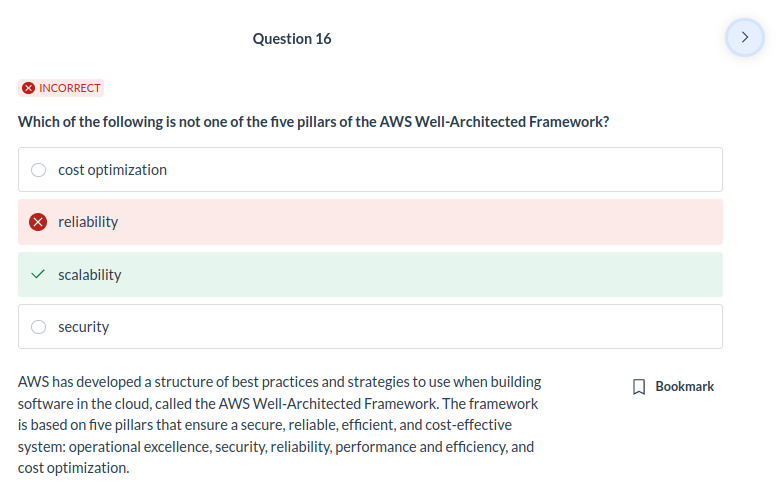 Question 16
INCORRECT
Which of the following is not one of the five pillars of the AWS Well-Architected Framework?
cost optimization
reliability
scalability
security
AWS has developed a structure of best practices and strategies to use when building
software in the cloud, called the AWS Well-Architected Framework. The framework
is based on five pillars that ensure a secure, reliable, efficient, and cost-effective
system: operational excellence, security, reliability, performance and efficiency, and
cost optimization.
Bookmark